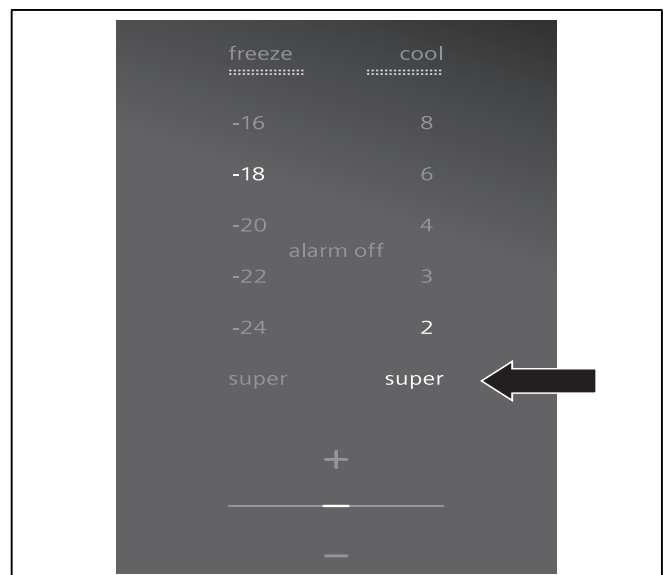 freeze cool
-16 8
-18 6
-20 4
alarm off
-22 3
-24 2
super super
+
−